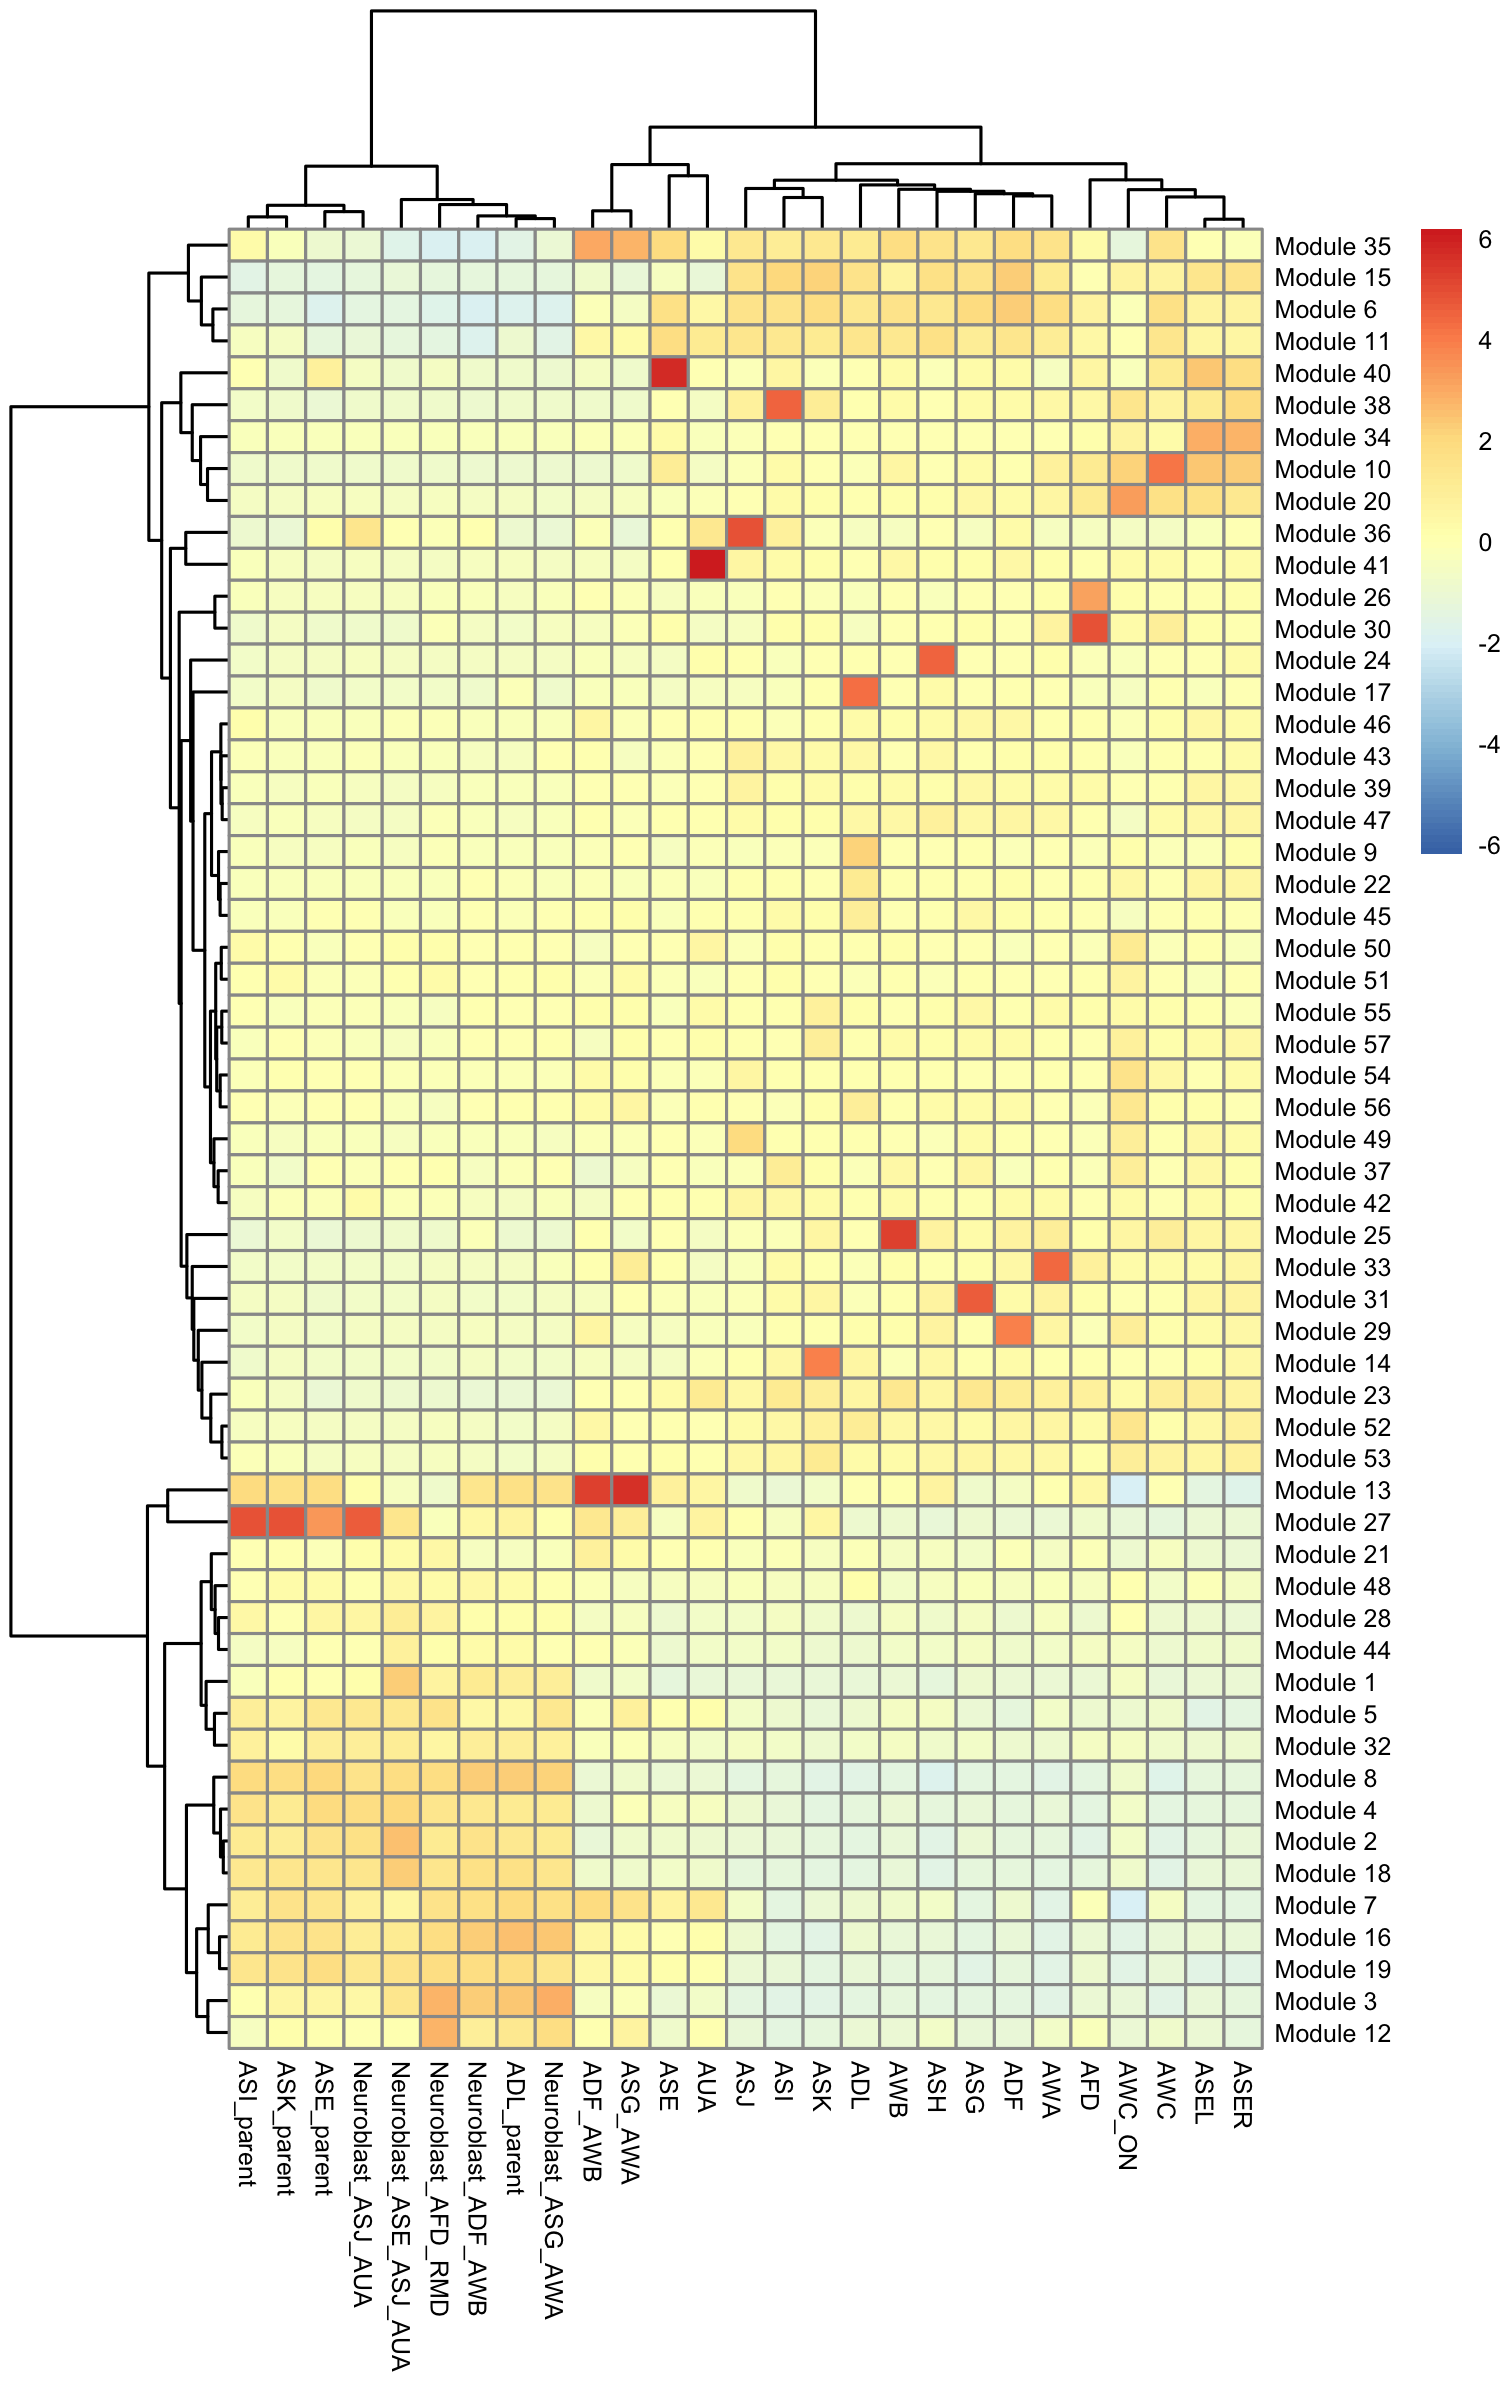 Module 35
Module 15
Module 6
Module 11
Module 40
Module 38
Module 34
Module 10
Module 20
Module 36
Module 41
Module 26
Module 30
Module 24
Module 17
Module 46
Module 43
Module 39
Module 47
Module 9
Module 22
Module 45
Module 50
Module 51
Module 55
Module 57
Module 54
Module 56
Module 49
Module 37
Module 42
Module 25
Module 33
Module 31
Module 29
Module 14
Module 23
Module 52
Module 53
Module 13
Module 27
Module 21
Module 48
Module 28
Module 44
Module 1
Module 5
Module 32
Module 8
Module 4
Module 2
Module 18
Module 7
Module 16
Module 19
Module 3
Module 12
6
4
2
0
-2
-4
-6
ASI_parent
ASK_parent
ASE_parent
Neuroblast_ASJ_AUA
Neuroblast_ASE_ASJ_AUA
Neuroblast_AFD_RMD
Neuroblast_ADF_AWB
ADL_parent
Neuroblast_ASG_AWA
ADF_AWB
ASG_AWA
ASE
AUA
ASJ
ASI
ASK
ADL
AWB
ASH
ASG
ADF
AWA
AFD
AWC_ON
AWC
ASEL
ASER